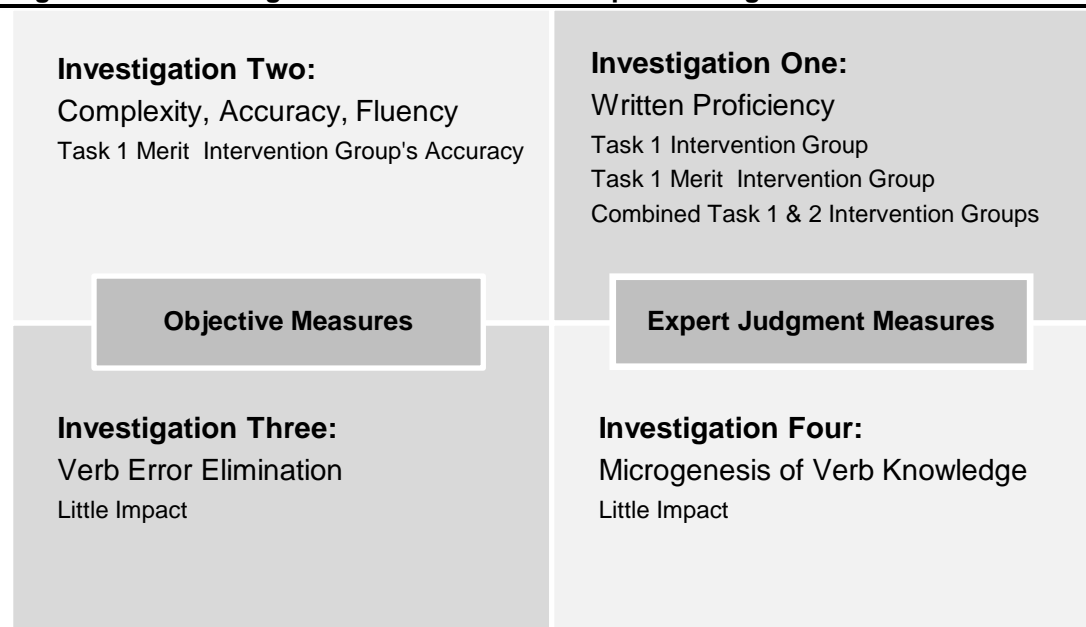 Investigation Two:
Complexity, Accuracy, Fluency
Task 1 Merit  Intervention Group's Accuracy
Investigation One:
Written Proficiency
Task 1 Intervention Group
Task 1 Merit  Intervention Group
Combined Task 1 & 2 Intervention Groups
Objective Measures
Expert Judgment Measures
Investigation Three:
Verb Error Elimination
Little Impact
Investigation Four:
Microgenesis of Verb Knowledge
Little Impact